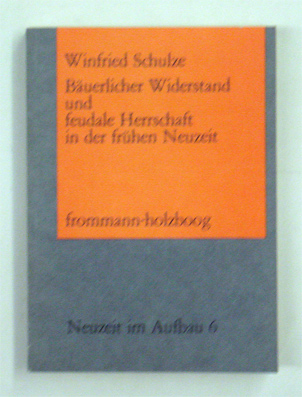 Winfried Schulze
Bäuerlicher Widerstand
und
feudale Herrschaft
in der frühen Neuzeit
frommann-holzboog
Neuzeit im Aufbau 6